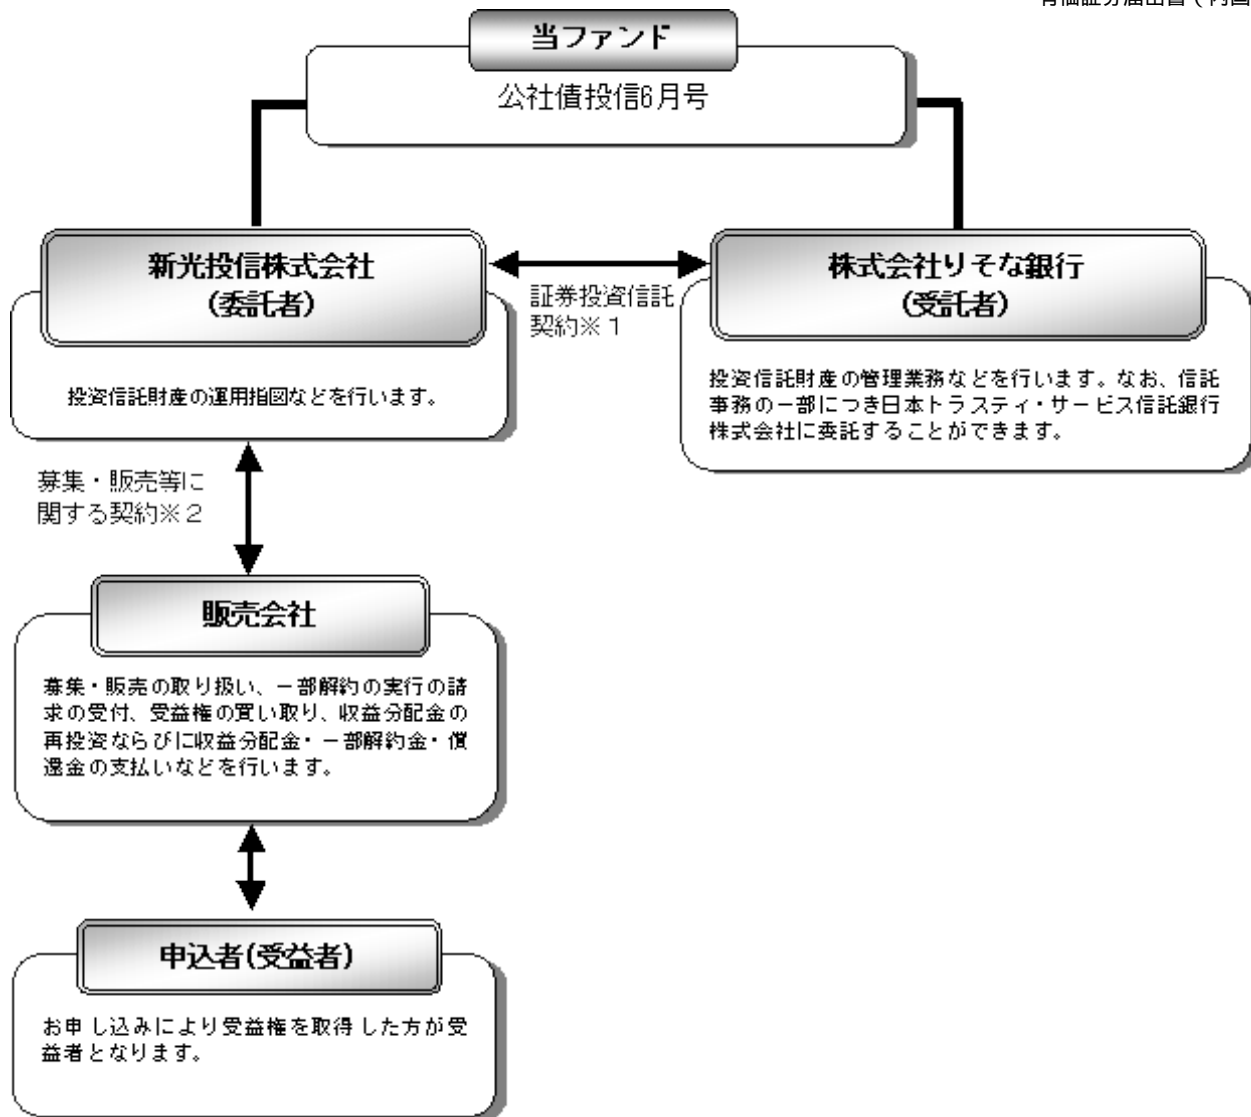 当ファンド
公社債投信6月号
新光投信株式会社
(委託者)
投資信託財産の運用指図などを行います。
証券投資信託
契約※1
株式会社りそな銀行
(受託者)
投資信託財産の管理業務などを行います。なお、信託
事務の一部につき日本トラスティ・サービス信託銀行
株式会社に委託することができます。
募集・販売等に
関する契約※2
販売会社
募集・販売の取り扱い、一部解約の実行の請
求の受付、受益権の買い取り、収益分配金の
再投資ならびに収益分配金・一部解約金・償
還金の支払いなどを行います。
申込者(受益者)
お申し込みにより受益権を取得した方が受
益者となります。